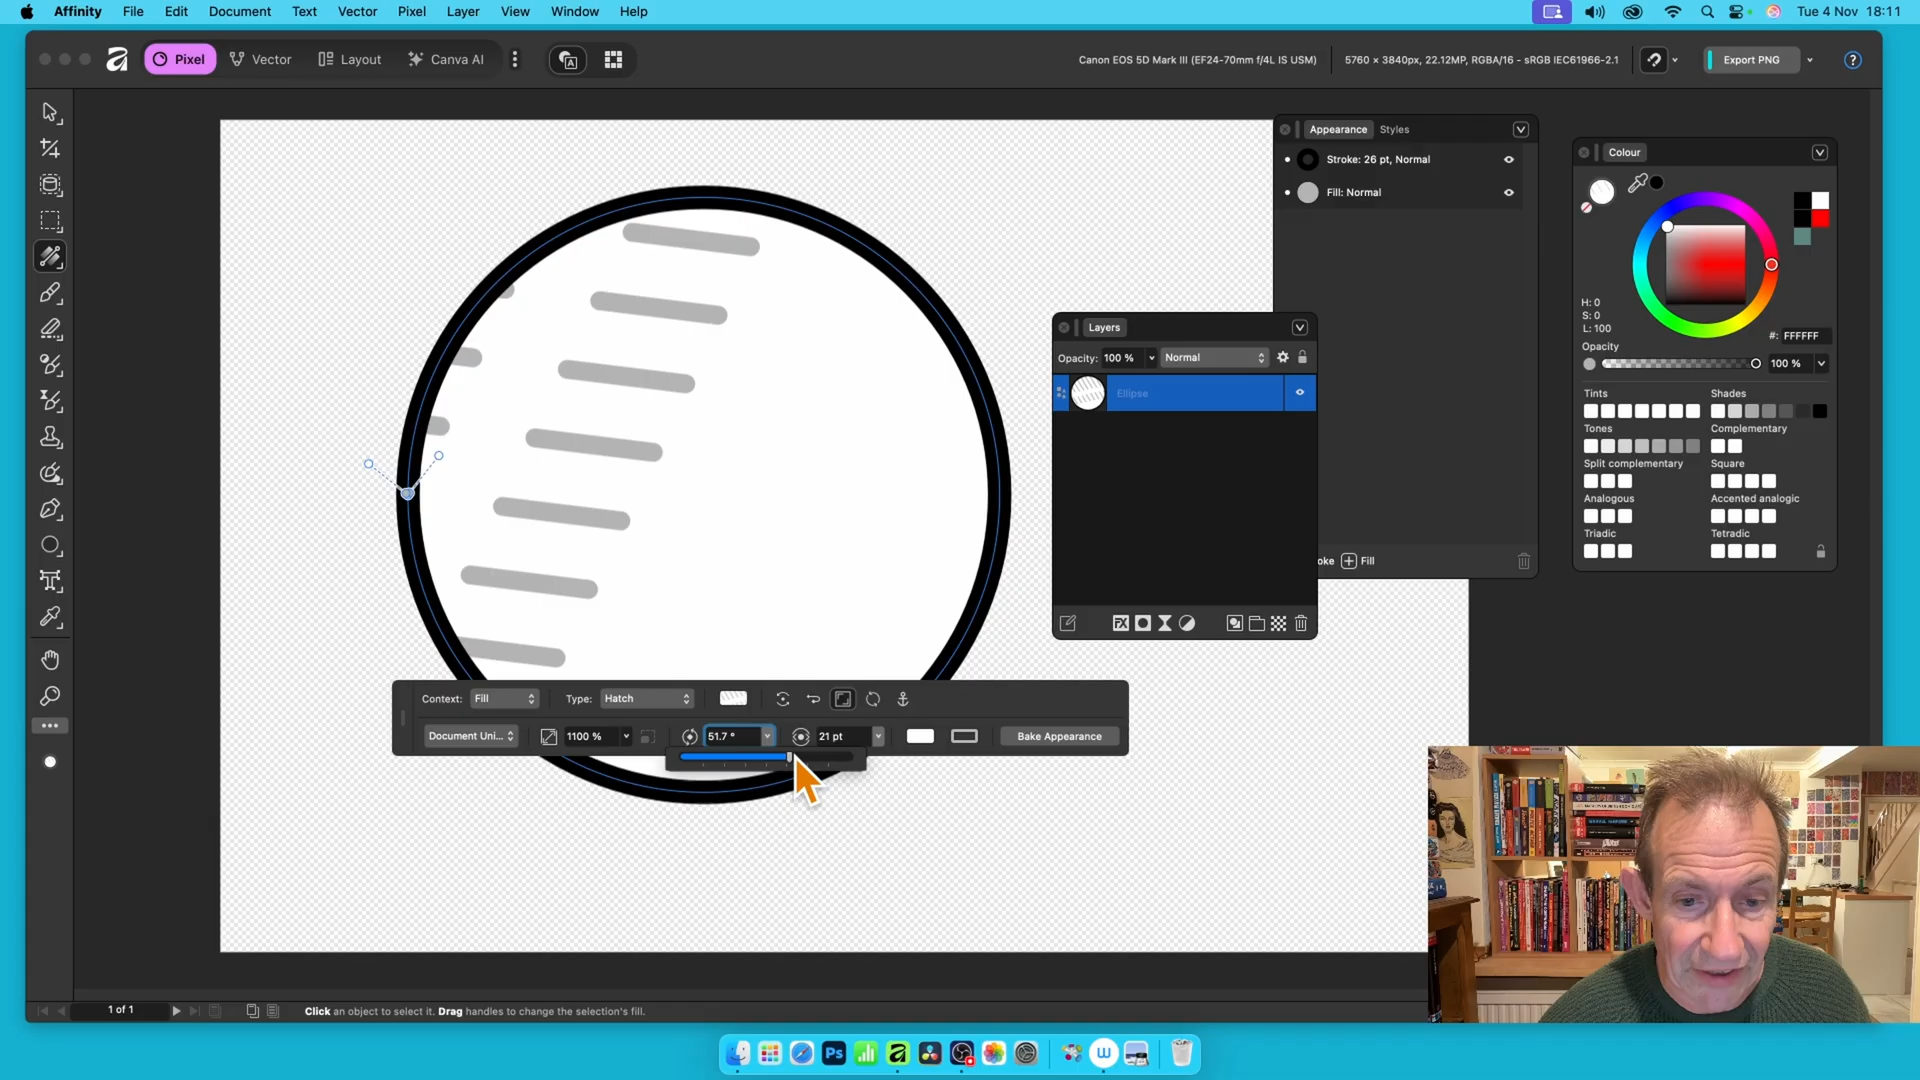 Affinity File Edit Document Text Vector Pixel Layer View Window Help
Tue 4 Nov 18:11
Pixel Vector Layout Canva AI
Canon EOS 5D Mark III (EF24-70mm f/4L IS USM)
5760 × 3840px, 22.12MP, RGBA/16 - sRGB IEC61966-2.1
Export PNG
Appearance Styles
Stroke: 26 pt, Normal
Fill: Normal
oke Fill
Colour
H: 0
S: 0
L: 100
#: FFFFFF
Opacity
100 %
Tints Shades
Tones Complementary
Split complementary Square
Analogous Accented analogic
Triadic Tetradic
Layers
Opacity: 100 % Normal
Ellipse
Context: Fill Type: Hatch
Document Uni... 1100 % 51.7 ° 21 pt Bake Appearance
1 of 1
Click an object to select it. Drag handles to change the selection's fill.
Ps